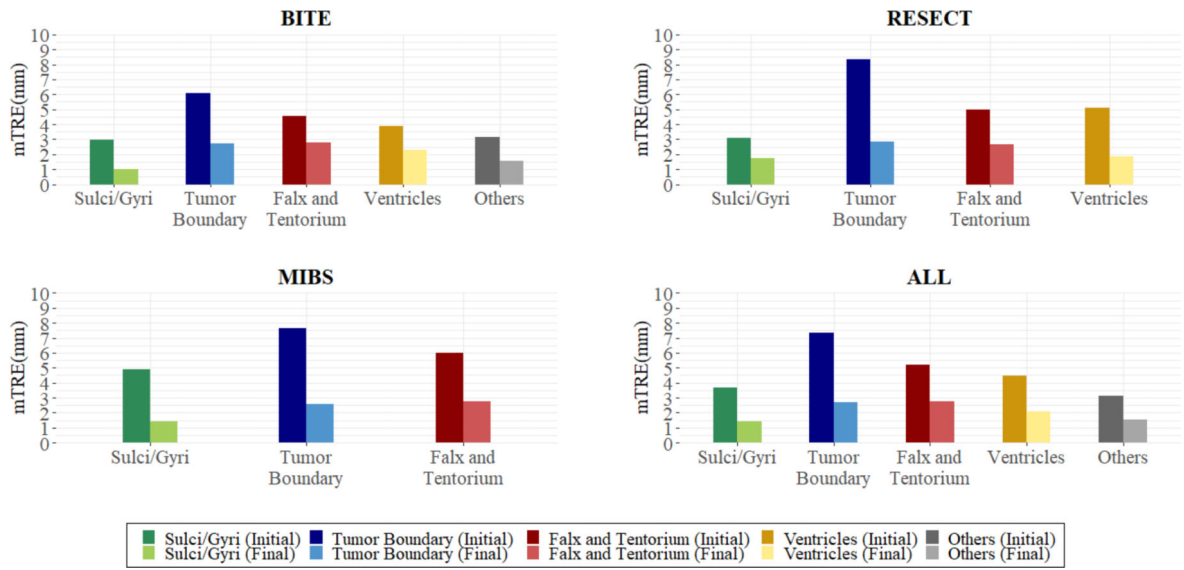 BITE
mTRE(mm)
10
9
8
7
6
5
4
3
2
1
0
Sulci/Gyri
Tumor
Boundary
Falx and
Tentorium
Ventricles
Others
RESECT
mTRE(mm)
10
9
8
7
6
5
4
3
2
1
0
Sulci/Gyri
Tumor
Boundary
Falx and
Tentorium
Ventricles
MIBS
mTRE(mm)
10
9
8
7
6
5
4
3
2
1
0
Sulci/Gyri
Tumor
Boundary
Falx and
Tentorium
ALL
mTRE(mm)
10
9
8
7
6
5
4
3
2
1
0
Sulci/Gyri
Tumor
Boundary
Falx and
Tentorium
Ventricles
Others
Sulci/Gyri (Initial) Tumor Boundary (Initial) Falx and Tentorium (Initial) Ventricles (Initial) Others (Initial)
Sulci/Gyri (Final) Tumor Boundary (Final) Falx and Tentorium (Final) Ventricles (Final) Others (Final)